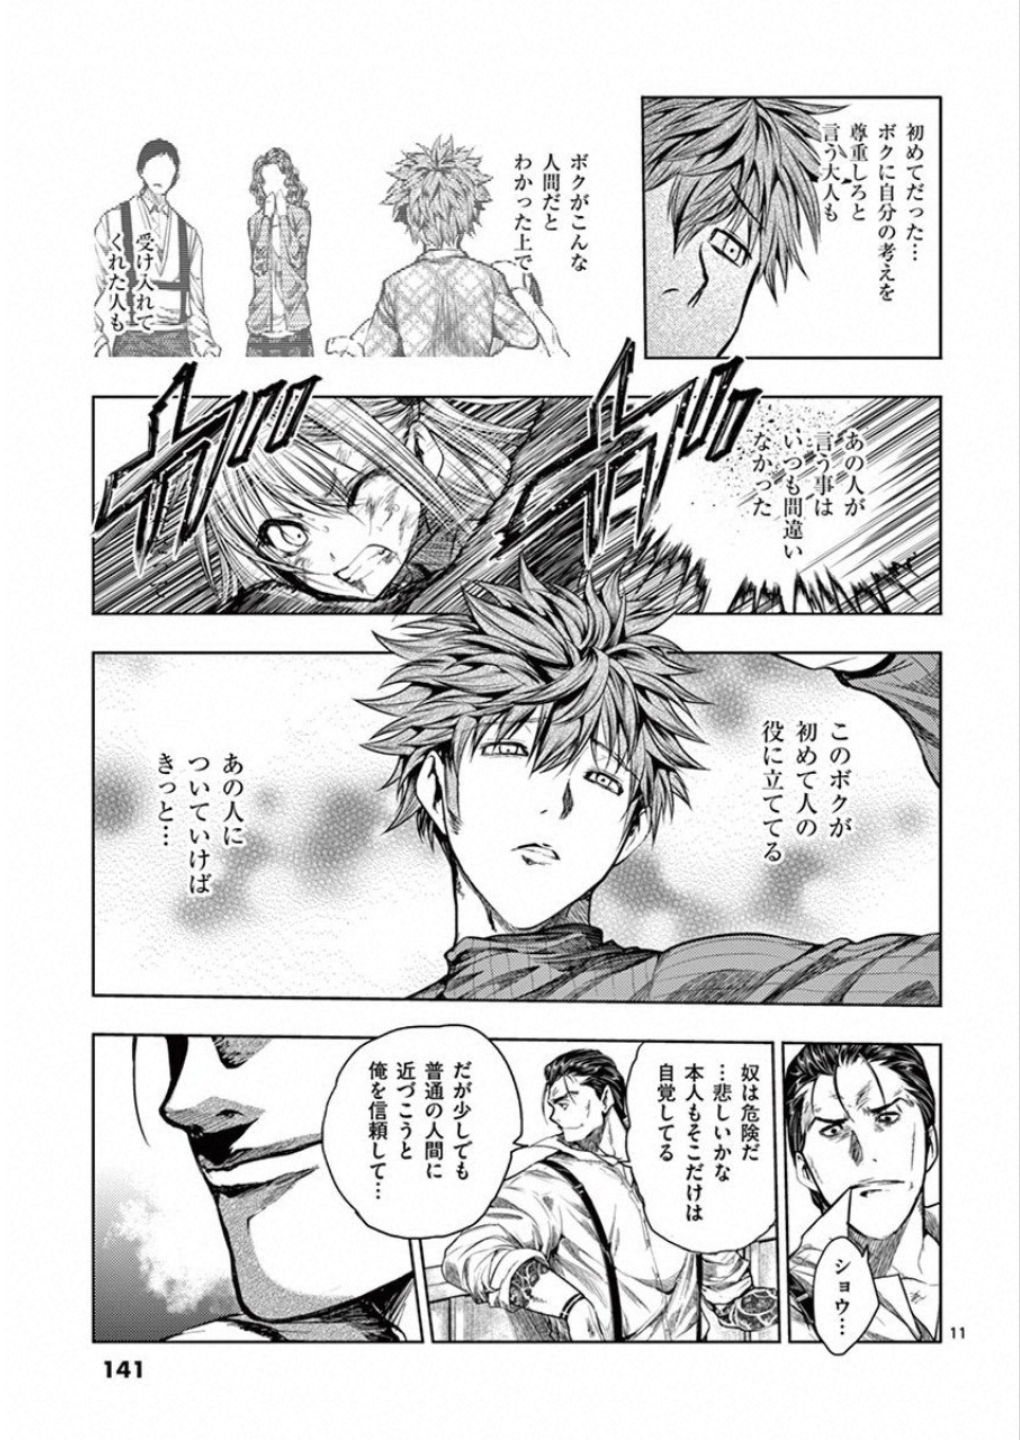 初めてだった…
ボクに自分の考えを
尊重しろと
言う大人も
ボクがこんな
人間だと
わかった上で
受け入れて
くれた人も
あの人が
言う事は
いつも間違い
なかった
このボクが
初めて人の
役に立ててる
あの人に
ついていけば
きっと…
ショウ…
奴は危険だ
…悲しいかな
本人もそこだけは
自覚してる
だが少しでも
普通の人間に
近づこうと
俺を信頼して…
11
141